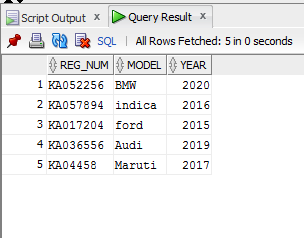 Script Output x Query Result x
SQL | All Rows Fetched: 5 in 0 seconds
REG_NUM MODEL YEAR
1 KA052256 BMW 2020
2 KA057894 indica 2016
3 KA017204 ford 2015
4 KA036556 Audi 2019
5 KA04458 Maruti 2017